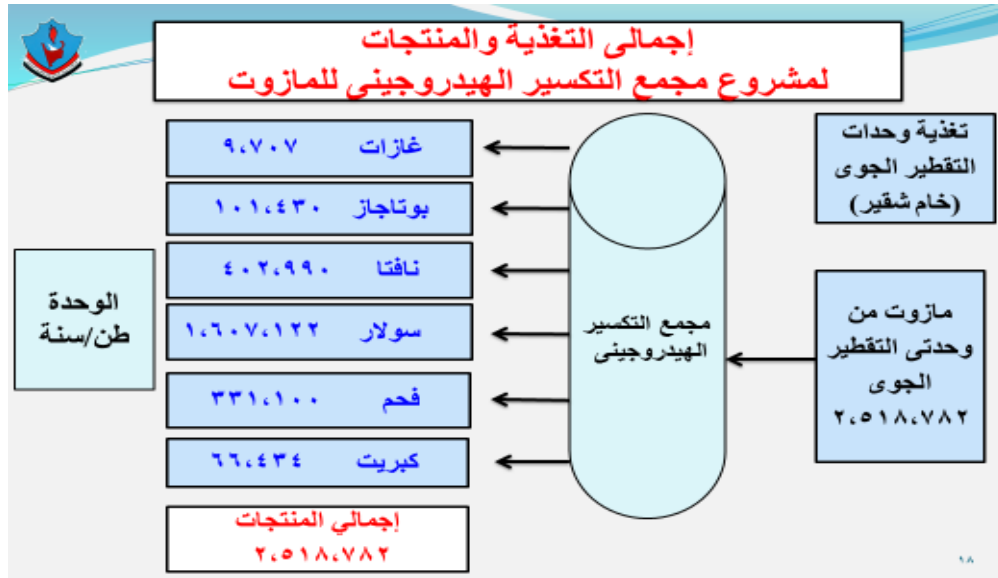 إجمالى التغذية والمنتجات
لمشروع مجمع التكسير الهيدروجيني للمازوت
تغذية وحدات
التقطير الجوى
(خام شقير)
مازوت من
وحدتى التقطير
الجوى
٢،٥١٨،٧٨٢
مجمع التكسير
الهيدروجينى
غازات ٩،٧٠٧
بوتاجاز ١٠١،٤٣٠
نافتا ٤٠٢،٩٩٠
سولار ١،٦٠٧،١٢٢
فحم ٣٣١،١٠٠
كبريت ٦٦،٤٣٤
إجمالي المنتجات
٢،٥١٨،٧٨٢
الوحدة
طن/سنة
١٨